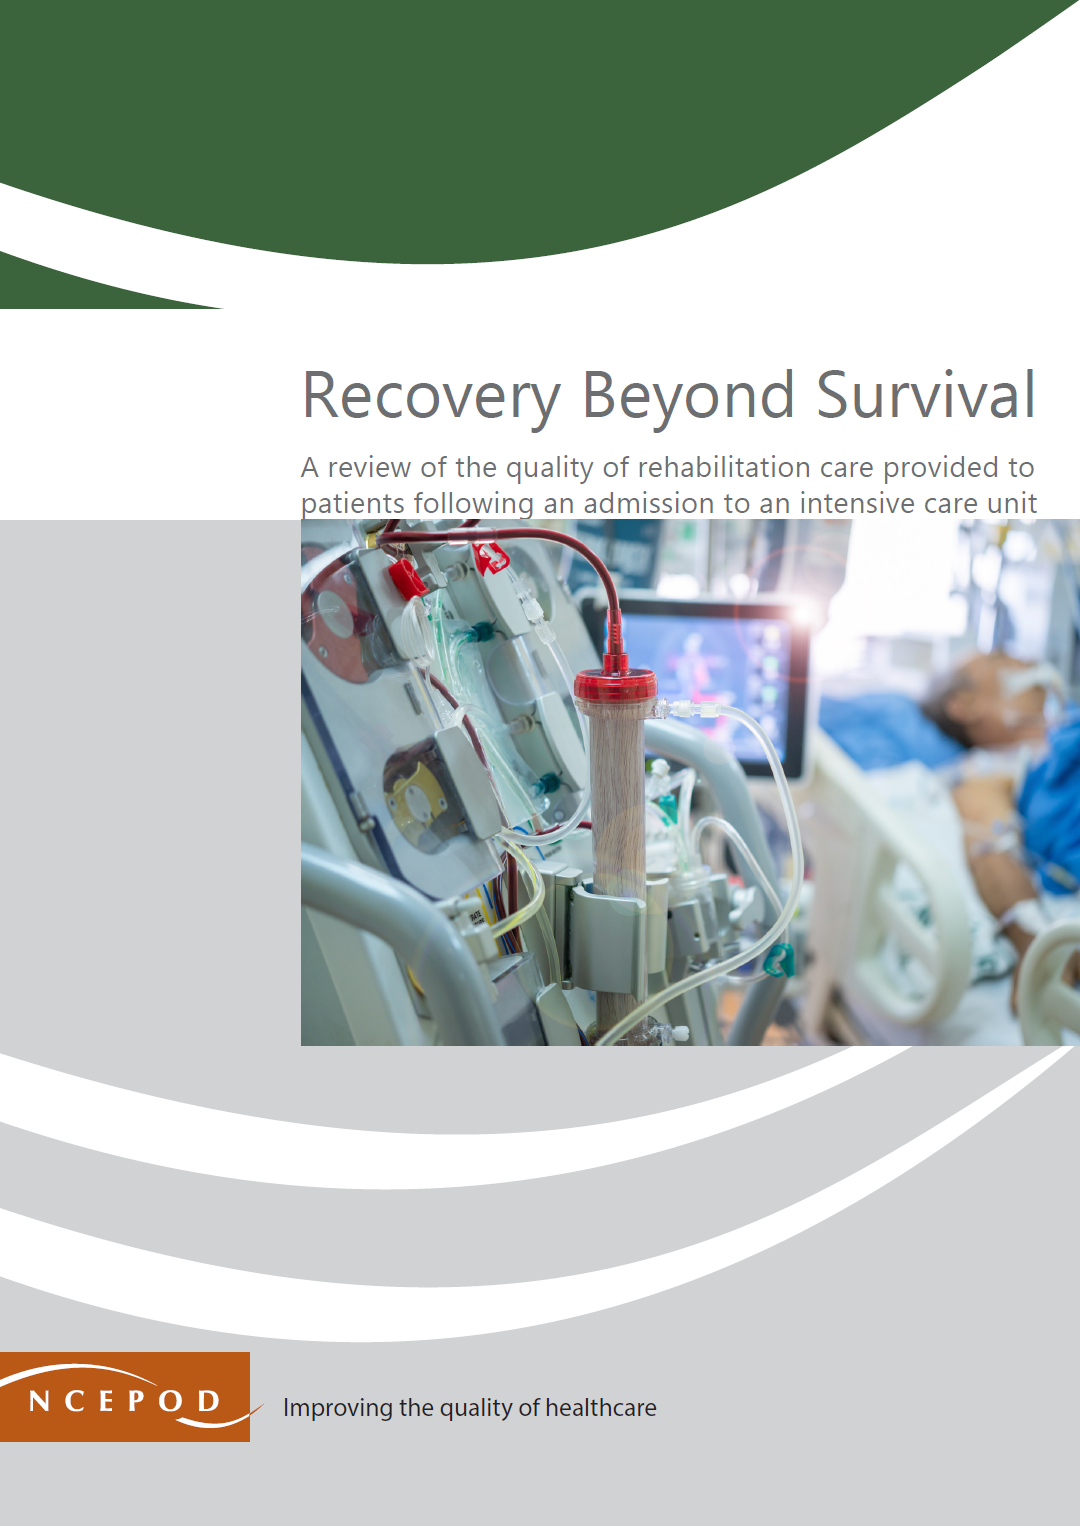 Recovery Beyond Survival
A review of the quality of rehabilitation care provided to
patients following an admission to an intensive care unit
NCEPOD
Improving the quality of healthcare